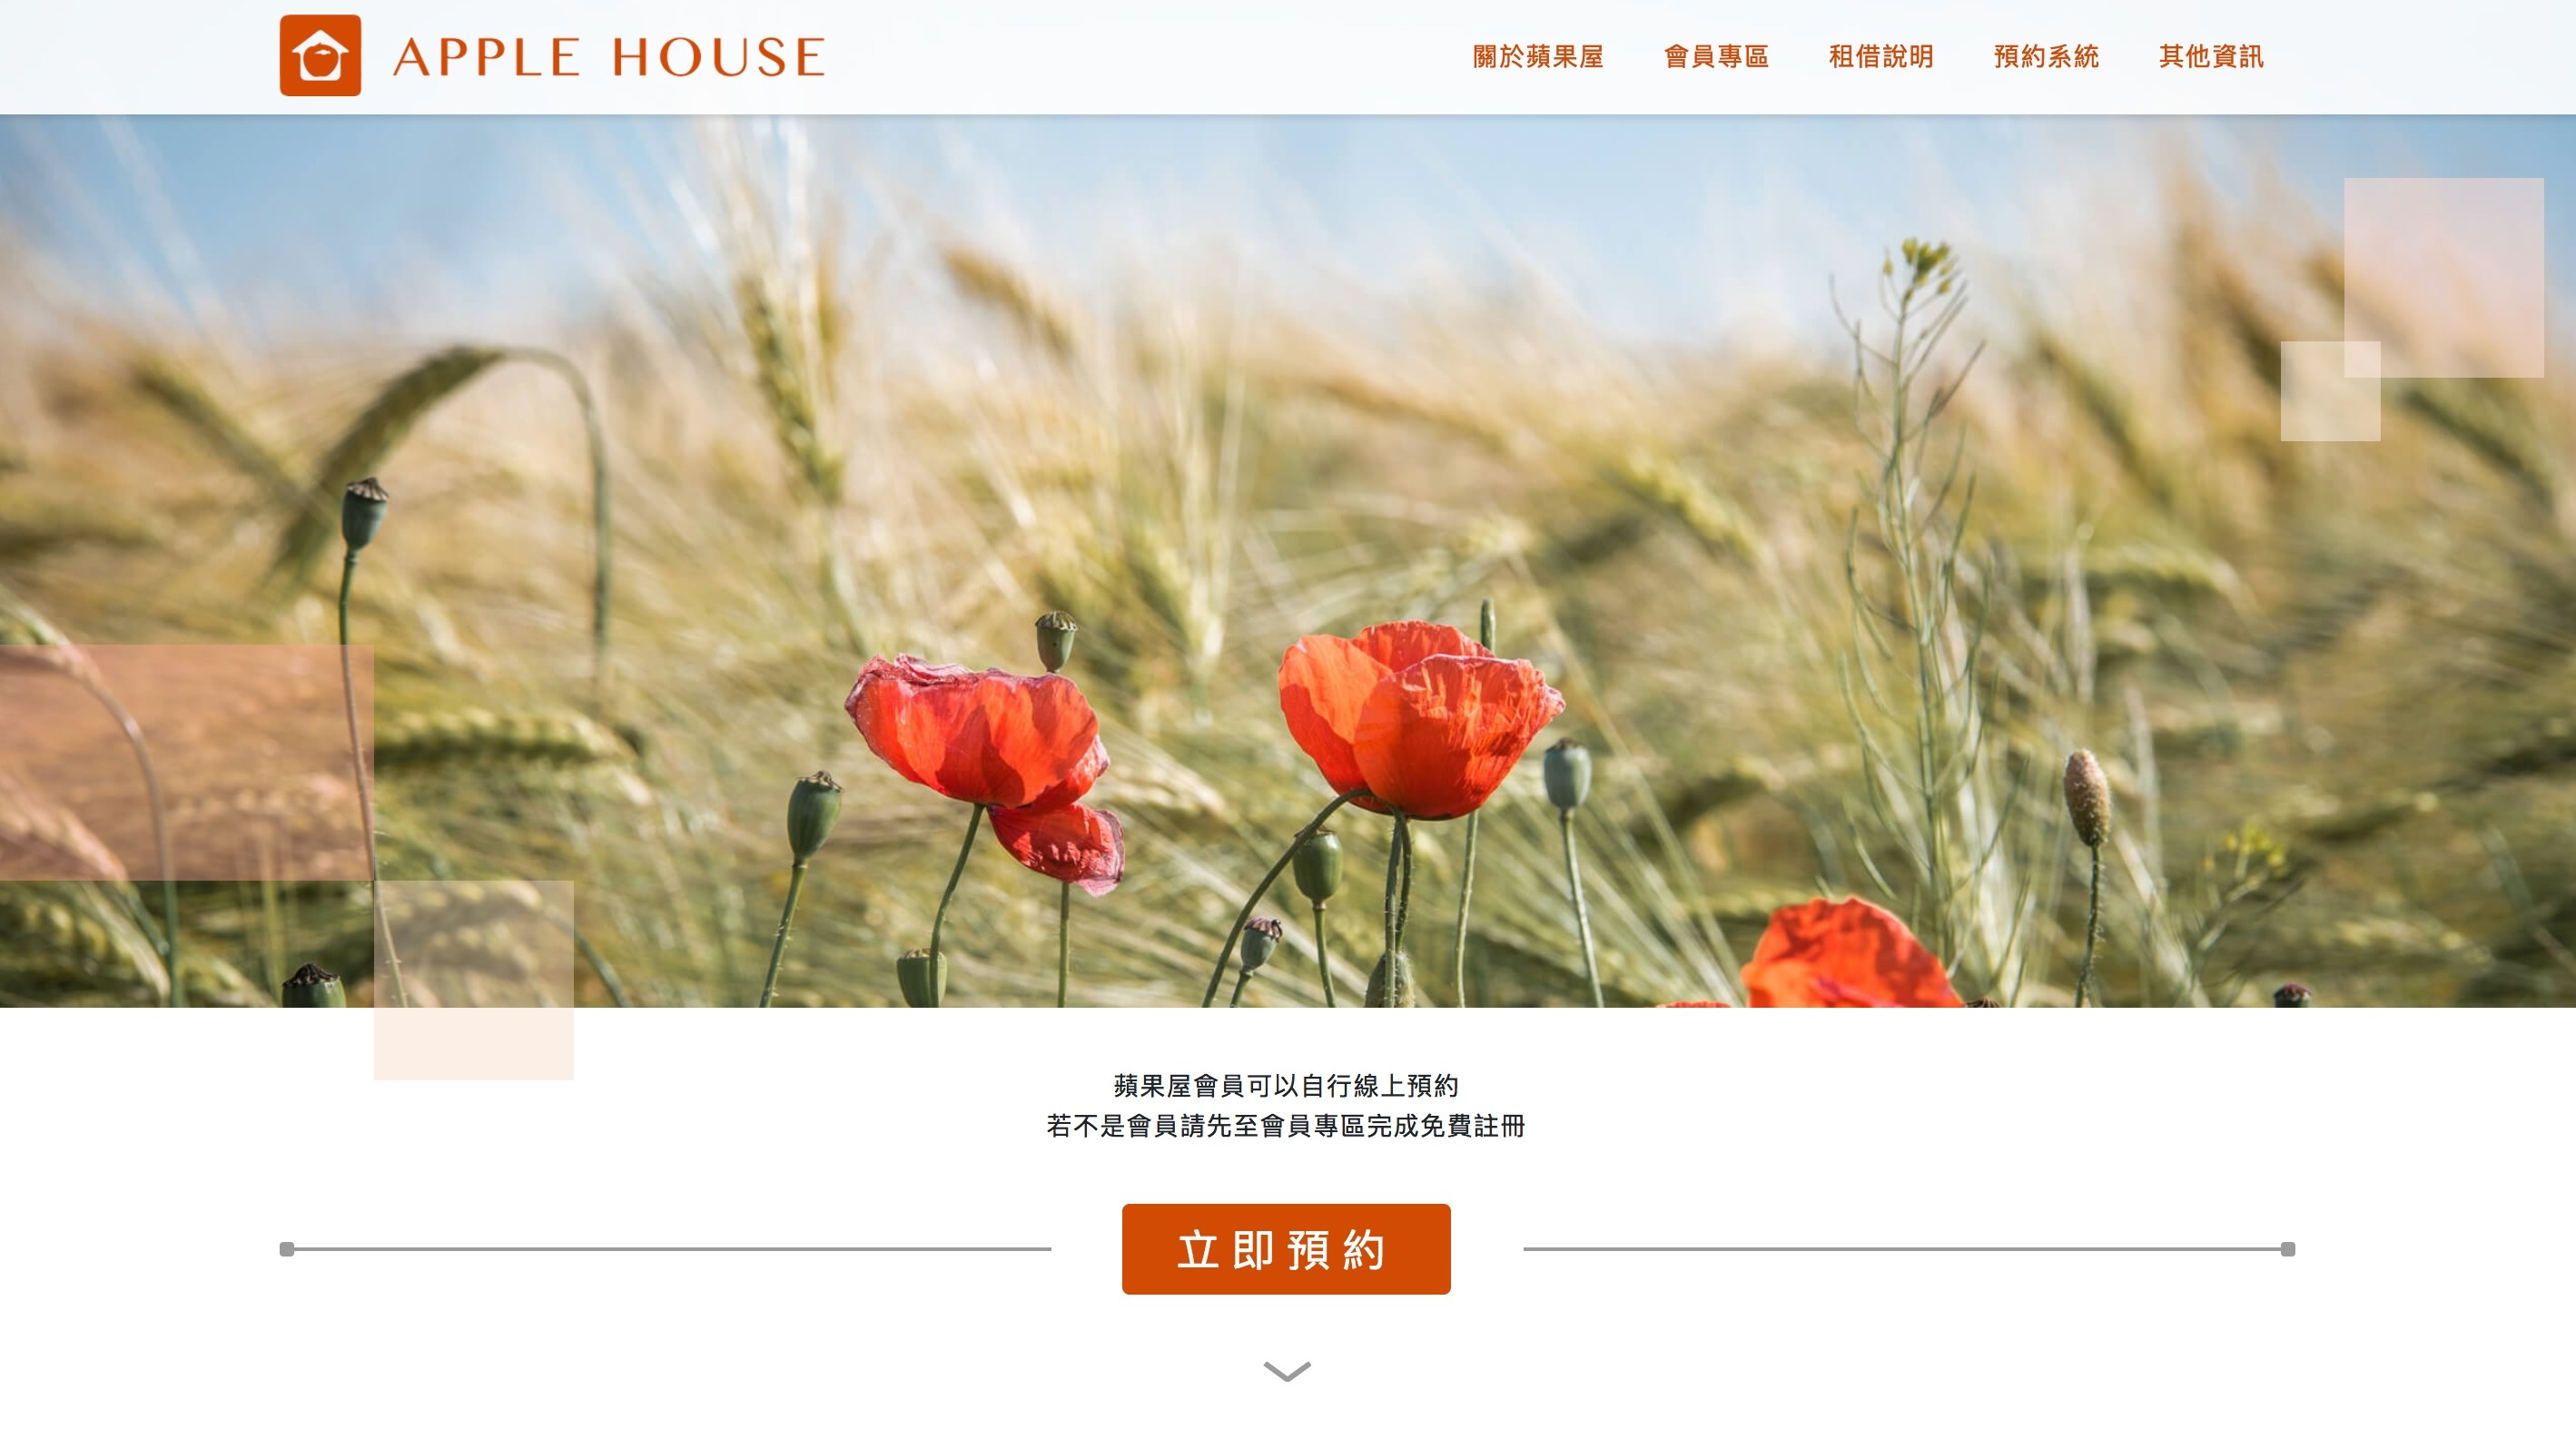 APPLE HOUSE
關於蘋果屋 會員專區 租借說明 預約系統 其他資訊
蘋果屋會員可以自行線上預約
若不是會員請先至會員專區完成免費註冊
立即預約